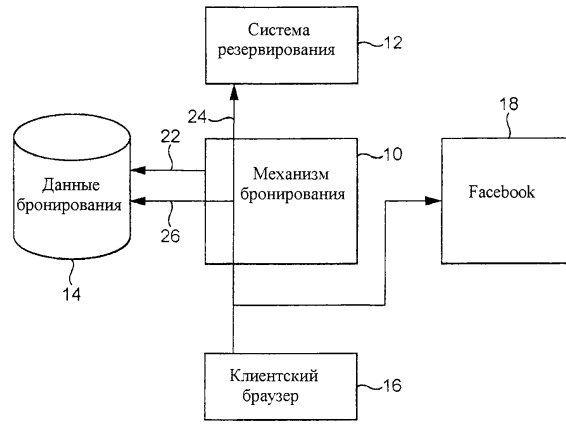 Система
резервирования
12
24
18
22
10
Данные
бронирования
Механизм
бронирования
Facebook
26
14
Клиентский
браузер
16